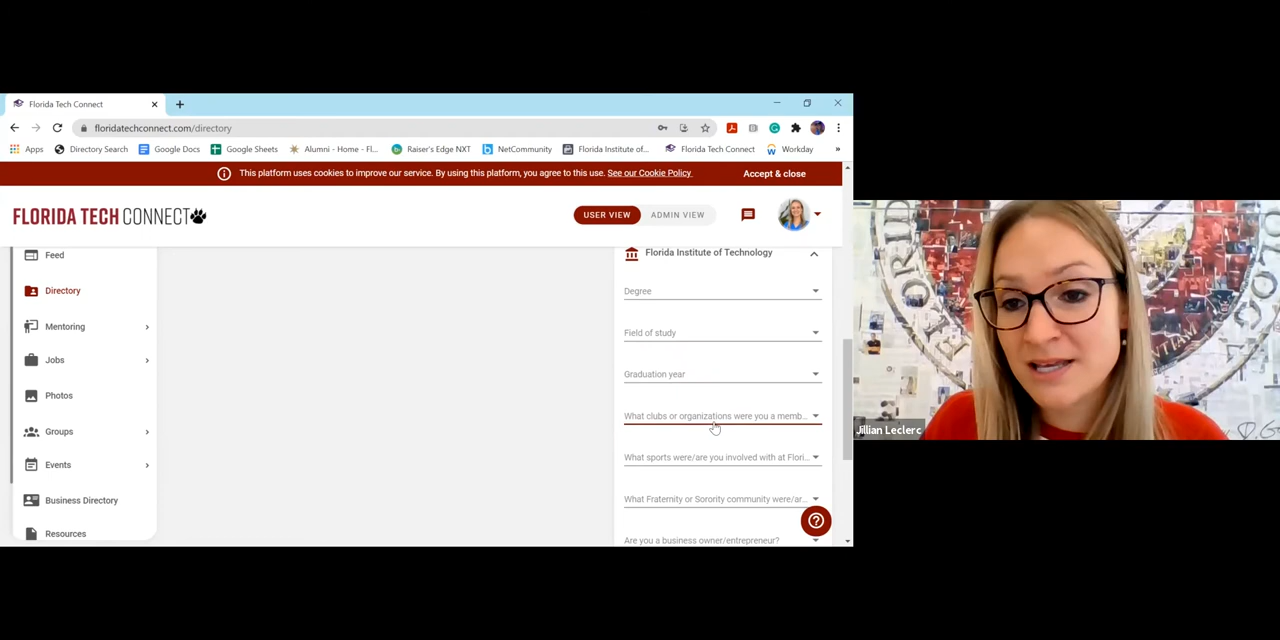 Florida Tech Connect
floridatechconnect.com/directory
Apps Directory Search Google Docs Google Sheets Alumni - Home - Fl... Raiser's Edge NXT NetCommunity Florida Institute of... Florida Tech Connect Workday »
This platform uses cookies to improve our service. By using this platform, you agree to this use. See our Cookie Policy Accept & close
FLORIDA TECH CONNECT USER VIEW ADMIN VIEW
Feed
Directory
Mentoring
Jobs
Photos
Groups
Events
Business Directory
Resources
Florida Institute of Technology
Degree
Field of study
Graduation year
What clubs or organizations were you a memb...
What sports were/are you involved with at Flori...
What Fraternity or Sorority community were/ar...
Are you a business owner/entrepreneur?
Jillian Leclerc